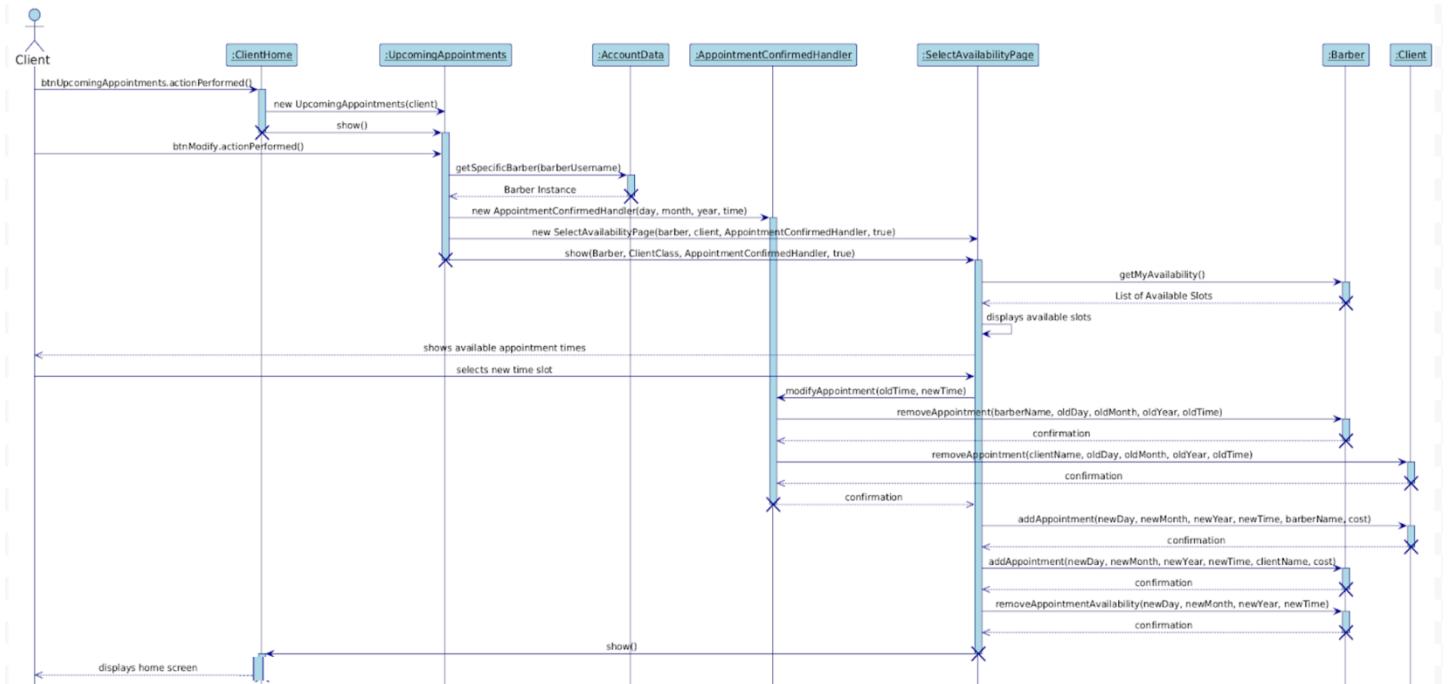 Client
:ClientHome
:UpcomingAppointments
:AccountData
:AppointmentConfirmedHandler
:SelectAvailabilityPage
:Barber
:Client
btnUpcomingAppointments.actionPerformed()
new UpcomingAppointments(client)
show()
btnModify.actionPerformed()
getSpecificBarber(barberUsername)
Barber Instance
new AppointmentConfirmedHandler(day, month, year, time)
new SelectAvailabilityPage(barber, client, AppointmentConfirmedHandler, true)
show(Barber, ClientClass, AppointmentConfirmedHandler, true)
getMyAvailability()
List of Available Slots
displays available slots
shows available appointment times
selects new time slot
modifyAppointment(oldTime, newTime)
removeAppointment(barberName, oldDay, oldMonth, oldYear, oldTime)
confirmation
removeAppointment(clientName, oldDay, oldMonth, oldYear, oldTime)
confirmation
confirmation
addAppointment(newDay, newMonth, newYear, newTime, barberName, cost)
confirmation
addAppointment(newDay, newMonth, newYear, newTime, clientName, cost)
confirmation
removeAppointmentAvailability(newDay, newMonth, newYear, newTime)
confirmation
show()
displays home screen